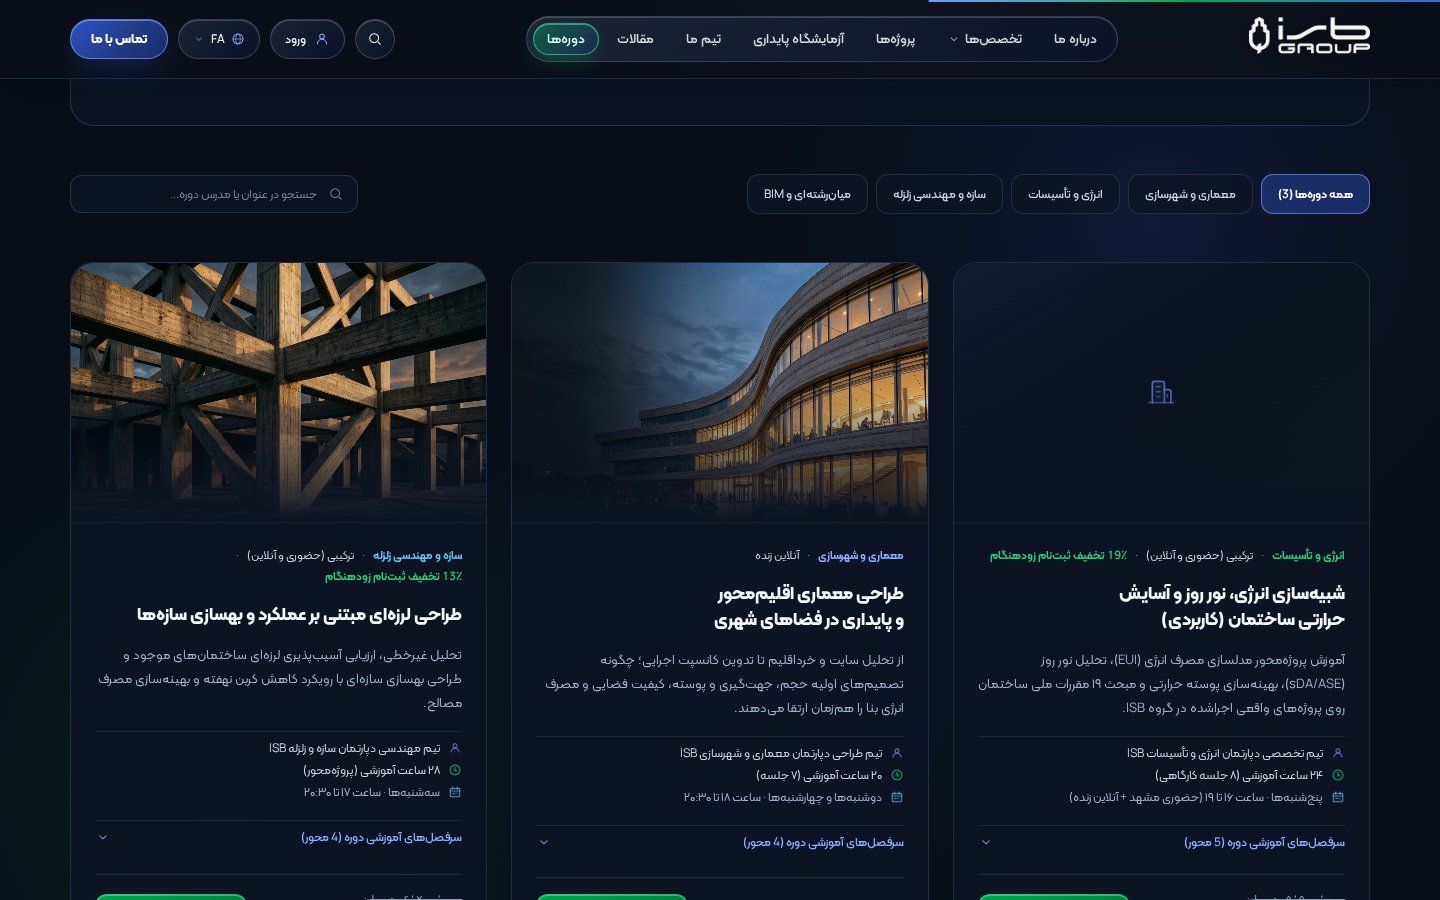 isb
GROUP
درباره ما
تخصص‌ها
پروژه‌ها
آزمایشگاه پایداری
تیم ما
مقالات
دوره‌ها
ورود
FA
تماس با ما
همه دوره‌ها (3)
معماری و شهرسازی
انرژی و تأسیسات
سازه و مهندسی زلزله
میان‌رشته‌ای و BIM
جستجو در عنوان یا مدرس دوره...
انرژی و تأسیسات · ترکیبی (حضوری و آنلاین) · 19٪ تخفیف ثبت‌نام زودهنگام
شبیه‌سازی انرژی، نور روز و آسایش
حرارتی ساختمان (کاربردی)
آموزش پروژه‌محور مدلسازی مصرف انرژی (EUI)، تحلیل نور روز
(sDA/ASE)، بهینه‌سازی پوسته حرارتی و مبحث ۱۹ مقررات ملی ساختمان
روی پروژه‌های واقعی اجراشده در گروه ISB.
تیم تخصصی دپارتمان انرژی و تأسیسات ISB
۲۴ ساعت آموزشی (۸ جلسه کارگاهی)
پنج‌شنبه‌ها · ساعت ۱۶ تا ۱۹ (حضوری مشهد + آنلاین زنده)
سرفصل‌های آموزشی دوره (5 محور)
معماری و شهرسازی · آنلاین زنده
طراحی معماری اقلیم‌محور
و پایداری در فضاهای شهری
از تحلیل سایت و خرداقلیم تا تدوین کانسپت اجرایی؛ چگونه
تصمیم‌های اولیه حجم، جهت‌گیری و پوسته، کیفیت فضایی و مصرف
انرژی بنا را هم‌زمان ارتقا می‌دهند.
تیم طراحی دپارتمان معماری و شهرسازی ISB
۲۰ ساعت آموزشی (۷ جلسه)
دوشنبه‌ها و چهارشنبه‌ها · ساعت ۱۸ تا ۲۰:۳۰
سرفصل‌های آموزشی دوره (4 محور)
سازه و مهندسی زلزله · ترکیبی (حضوری و آنلاین) ·
13٪ تخفیف ثبت‌نام زودهنگام
طراحی لرزه‌ای مبتنی بر عملکرد و بهسازی سازه‌ها
تحلیل غیرخطی، ارزیابی آسیب‌پذیری لرزه‌ای ساختمان‌های موجود و
طراحی بهسازی سازه‌ای با رویکرد کاهش کربن نهفته و بهینه‌سازی مصرف
مصالح.
تیم مهندسی دپارتمان سازه و زلزله ISB
۲۸ ساعت آموزشی (پروژه‌محور)
سه‌شنبه‌ها · ساعت ۱۷ تا ۲۰:۳۰
سرفصل‌های آموزشی دوره (4 محور)